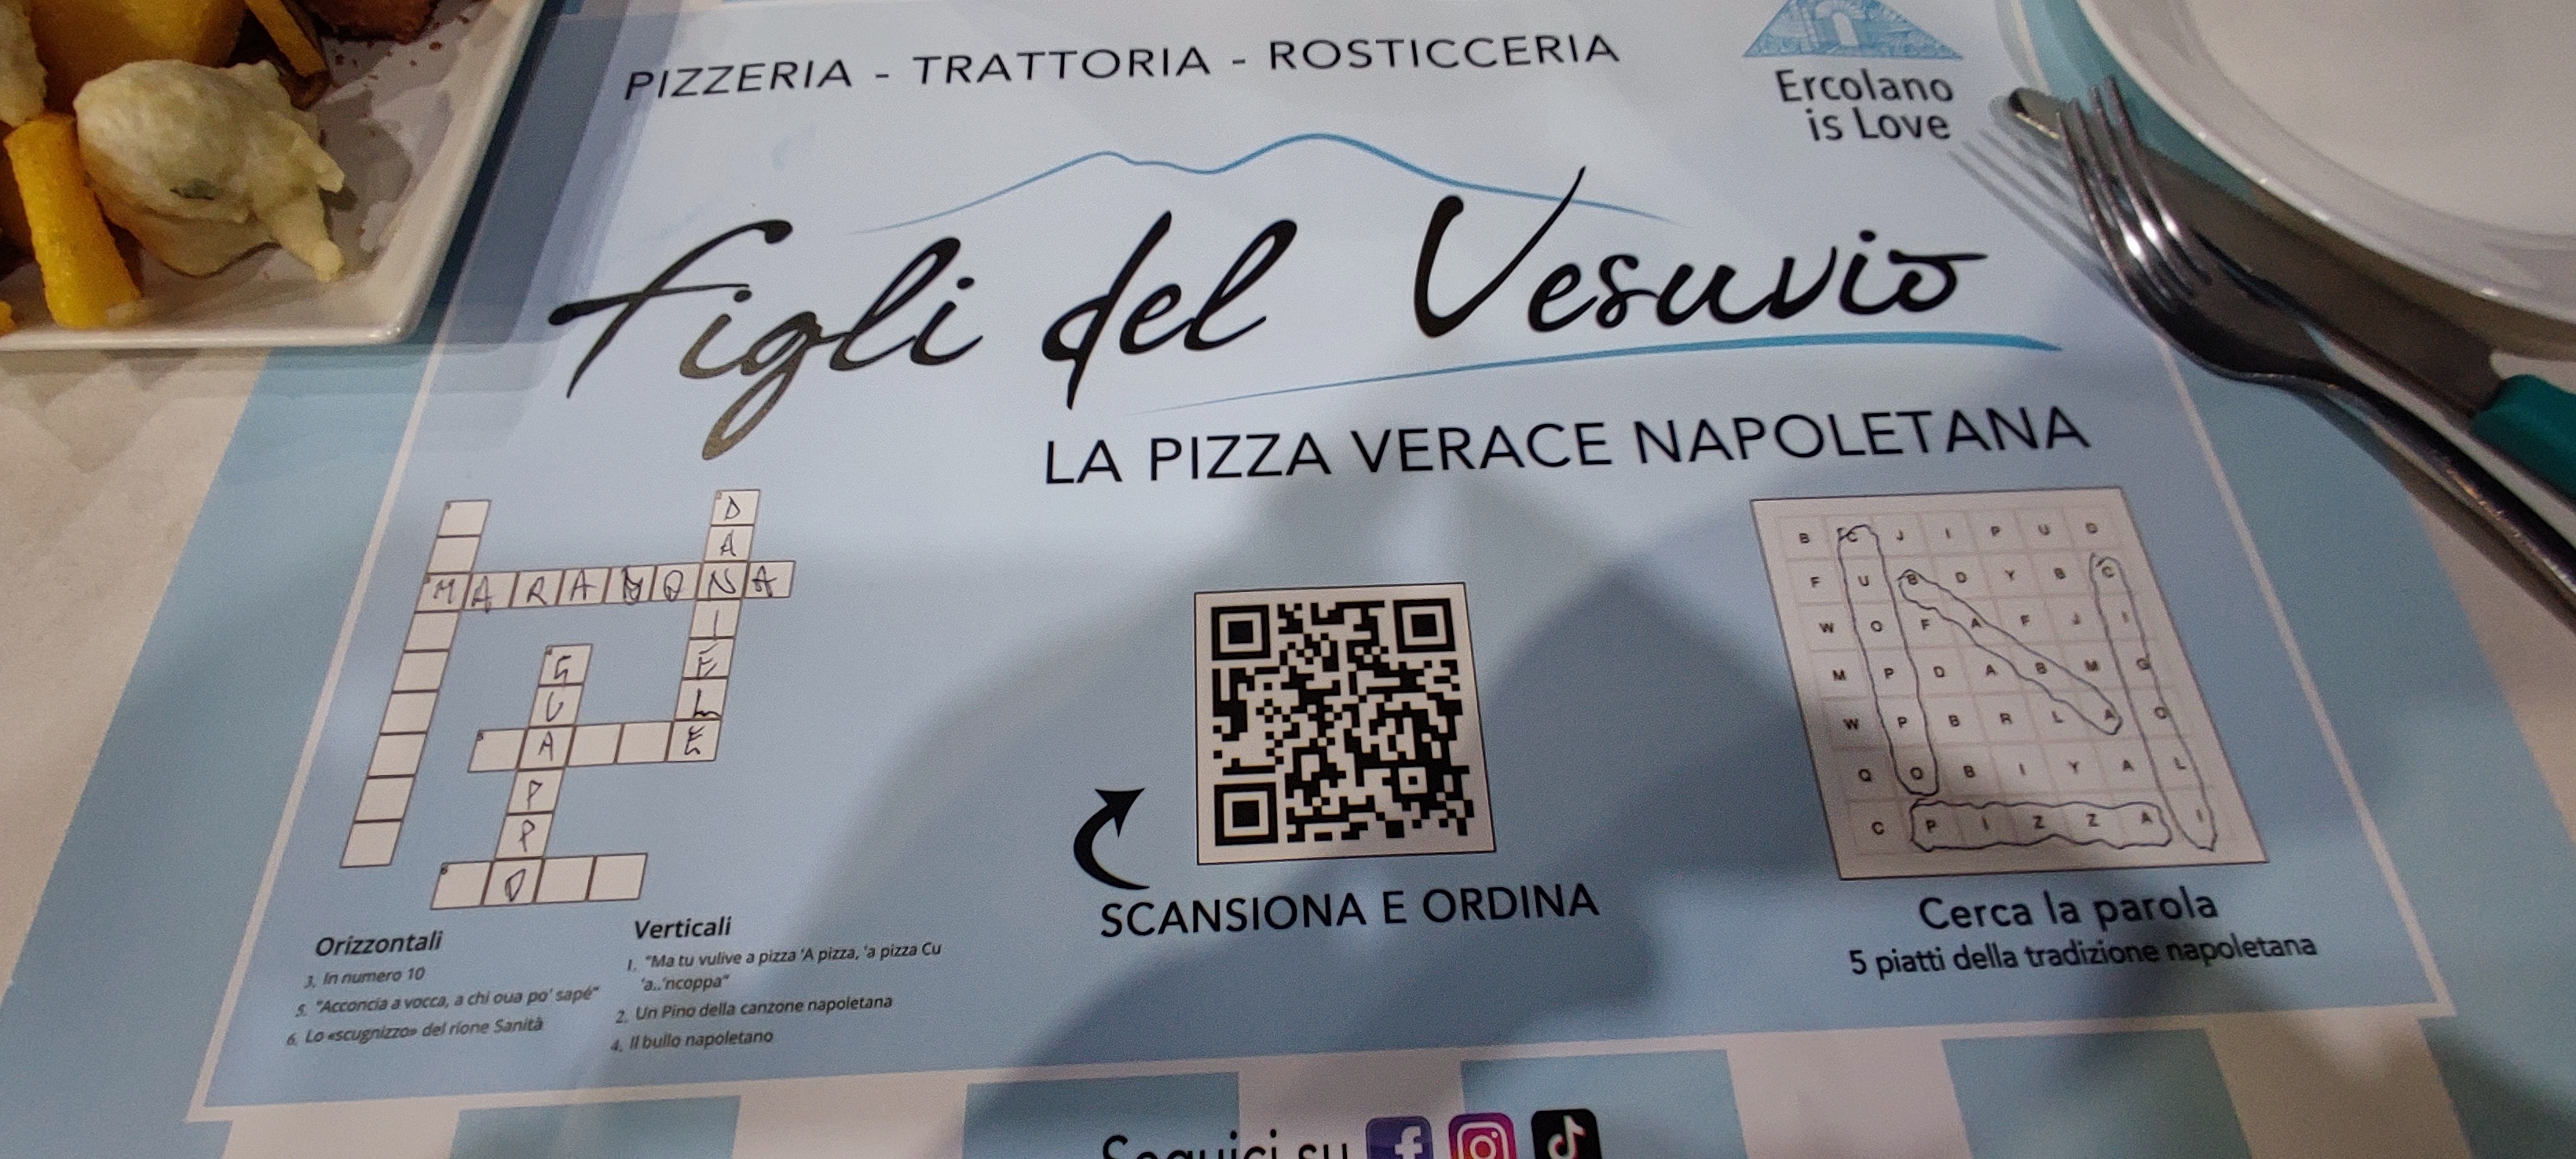 PIZZERIA - TRATTORIA - ROSTICCERIA
Ercolano
is Love
Figli del Vesuvio
LA PIZZA VERACE NAPOLETANA
D
A
MARADONA
I
E
L
E
G
U
A
P
P
O
Orizzontali
3. In numero 10
5. "Acconcia a vocca, a chi oua po' sapé"
6. Lo «scugnizzo» del rione Sanità
Verticali
1. "Ma tu vulive a pizza 'A pizza, 'a pizza Cu
'a..'ncoppa"
2. Un Pino della canzone napoletana
4. Il bullo napoletano
SCANSIONA E ORDINA
B C J I P U D
F U B D Y B C
W O F A F J I
M P D A B M G
W P B R L A O
Q O B I Y A L
C P I Z Z A I
Cerca la parola
5 piatti della tradizione napoletana
Seguici su